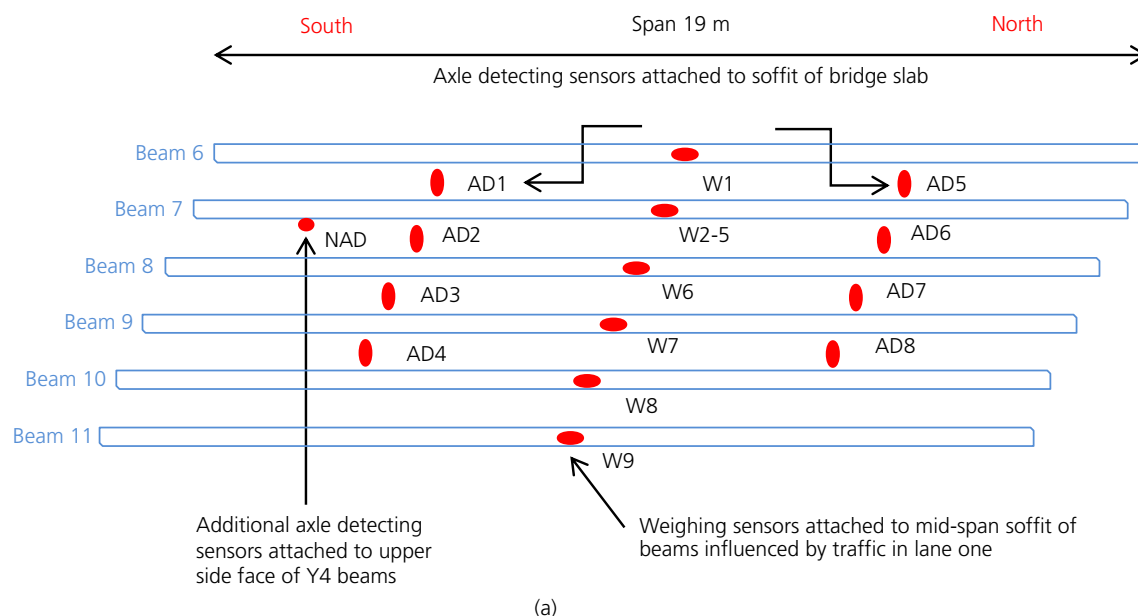 South
Span 19 m
North
Axle detecting sensors attached to soffit of bridge slab
Beam 6
W1
AD1
AD5
Beam 7
NAD
AD2
W2-5
AD6
Beam 8
W6
AD3
AD7
Beam 9
W7
AD4
AD8
Beam 10
W8
Beam 11
W9
Additional axle detecting
sensors attached to upper
side face of Y4 beams
Weighing sensors attached to mid-span soffit of
beams influenced by traffic in lane one
(a)